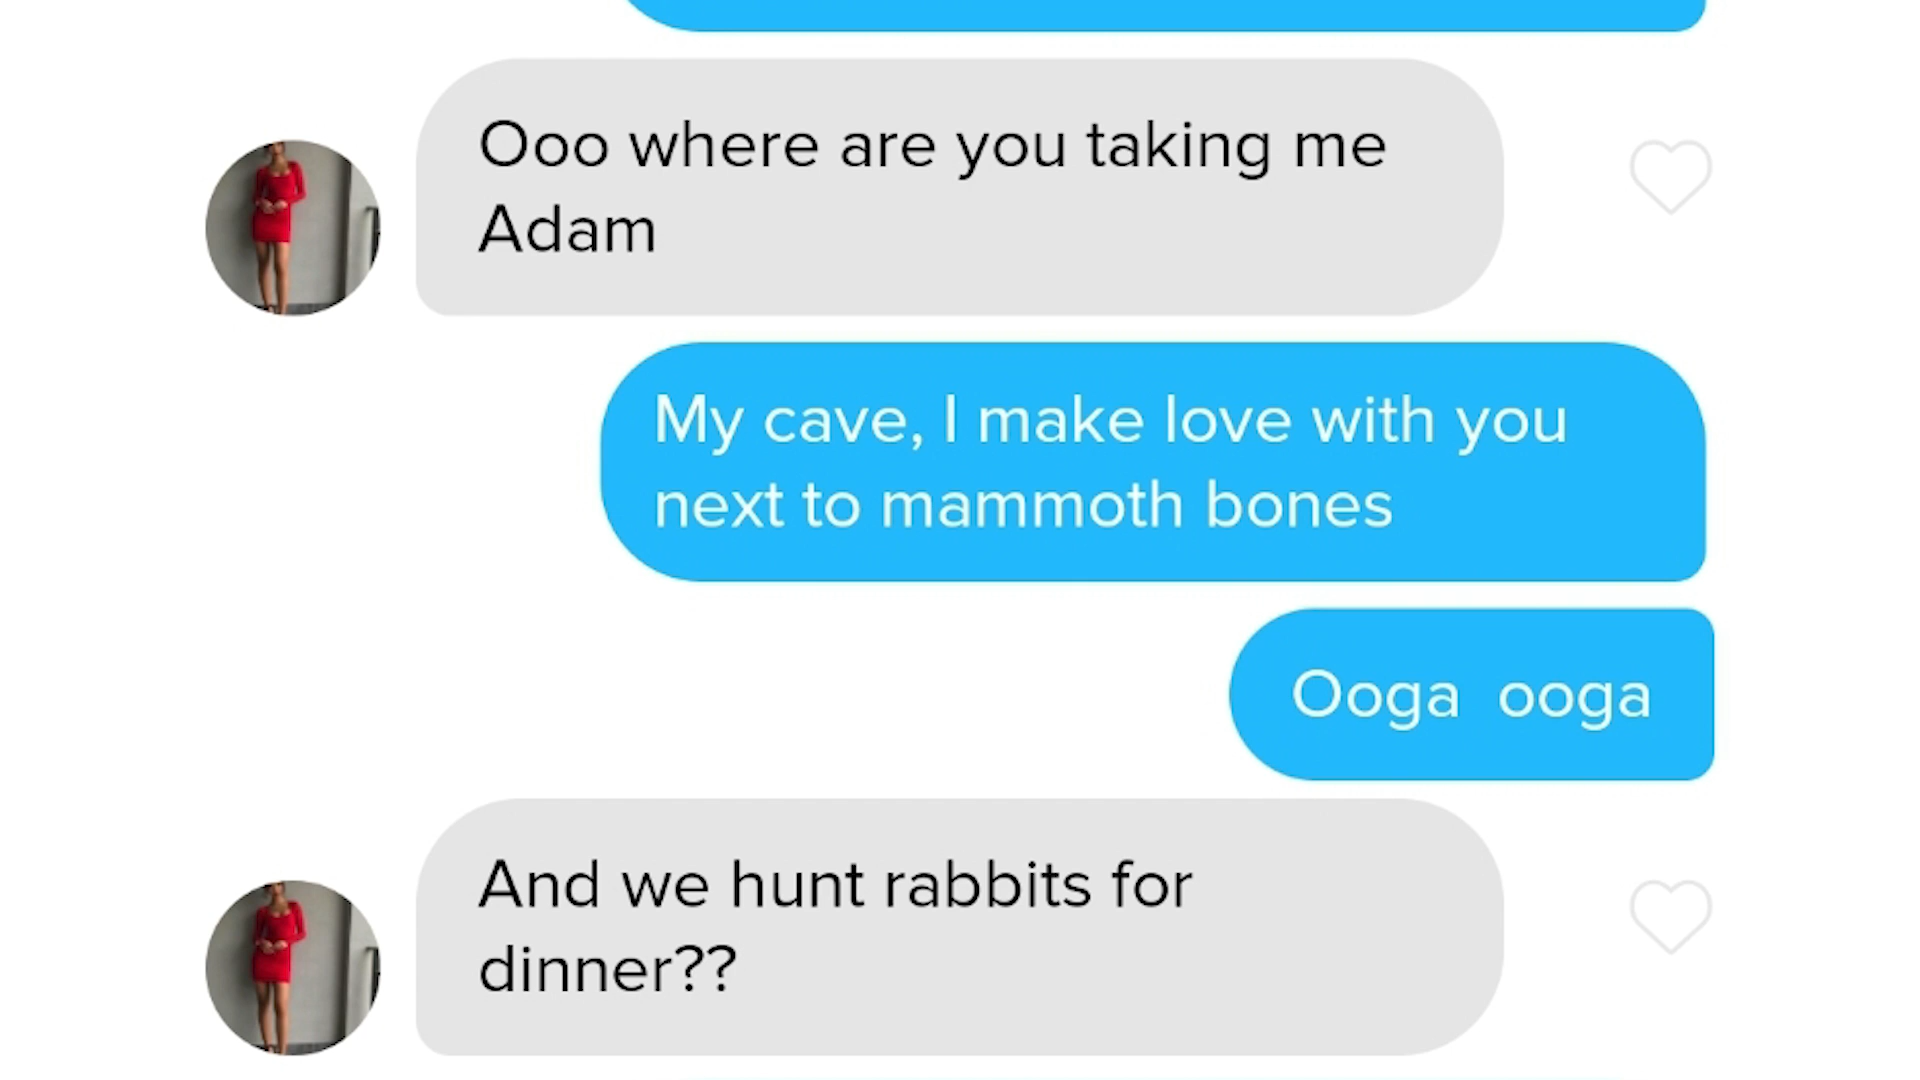 Ooo where are you taking me
Adam
My cave, I make love with you
next to mammoth bones
Ooga ooga
And we hunt rabbits for
dinner??